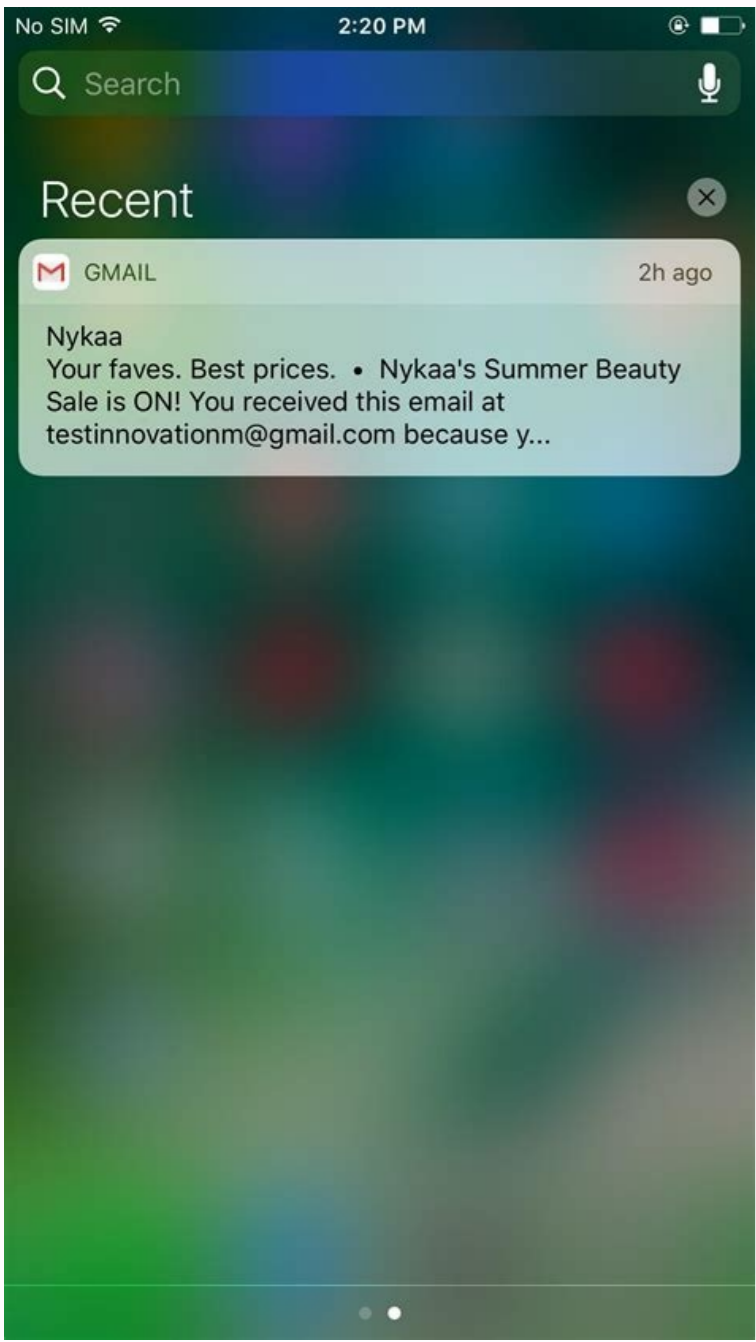 No SIM 2:20 PM
Search
Recent
GMAIL 2h ago
Nykaa
Your faves. Best prices. • Nykaa's Summer Beauty
Sale is ON! You received this email at
testinnovationm@gmail.com because y...